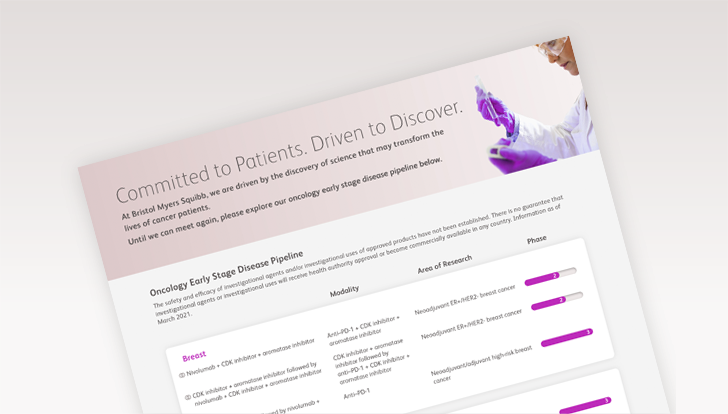 Committed to Patients. Driven to Discover.
At Bristol Myers Squibb, we are driven by the discovery of science that may transform the
lives of cancer patients.
Until we can meet again, please explore our oncology early stage disease pipeline below.
Oncology Early Stage Disease Pipeline
The safety and efficacy of investigational agents and/or investigational uses of approved products have not been established. There is no guarantee that
investigational agents or investigational uses will receive health authority approval or become commercially available in any country. Information as of
March 2021.
Modality
Area of Research
Phase
Breast
Nivolumab + CDK inhibitor + aromatase inhibitor
Anti–PD-1 + CDK inhibitor +
aromatase inhibitor
Neoadjuvant ER+/HER2- breast cancer
2
CDK inhibitor + aromatase inhibitor followed by
nivolumab + CDK inhibitor + aromatase inhibitor
CDK inhibitor + aromatase
inhibitor followed by
anti–PD-1 + CDK inhibitor +
aromatase inhibitor
Neoadjuvant ER+/HER2- breast cancer
2
followed by nivolumab +
Anti–PD-1
Neoadjuvant/adjuvant high-risk breast
cancer
3
3